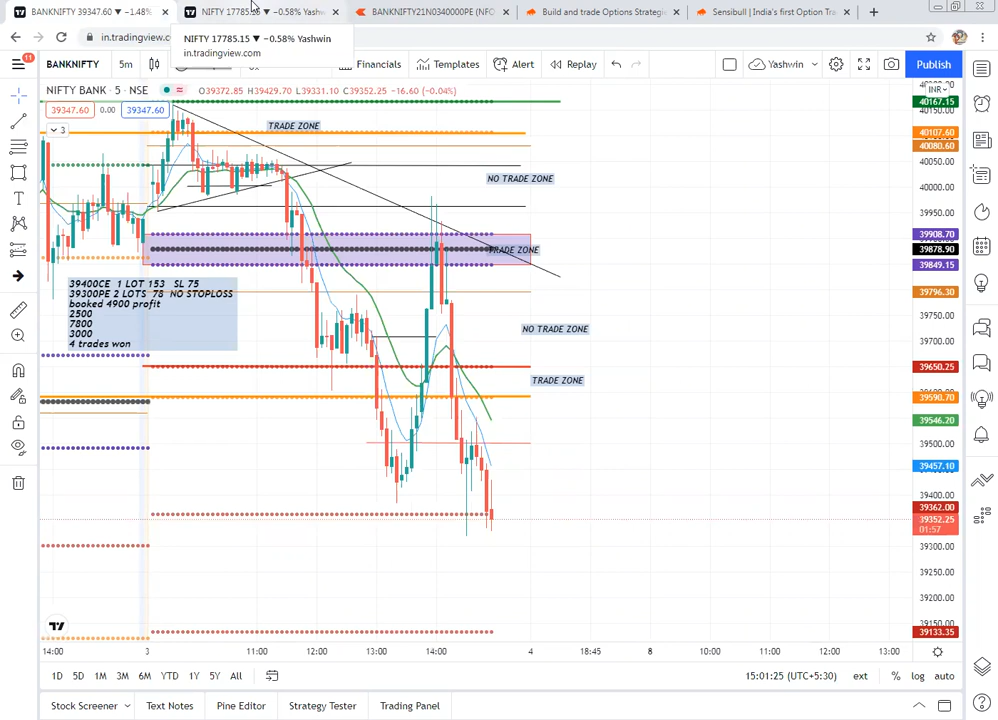 BANKNIFTY 39347.60 ▼ −1.48%
NIFTY 17785.15 ▼ −0.58% Yashw
BANKNIFTY21N0340000PE (NFO
Build and trade Options Strategie
Sensibull | India's first Option Tra
in.tradingview.c
NIFTY 17785.15 ▼ −0.58% Yashwin
in.tradingview.com
11
BANKNIFTY
5m
Financials
Templates
Alert
Replay
Yashwin
Publish
NIFTY BANK · 5 · NSE
O39372.85 H39429.70 L39331.10 C39352.25 −16.60 (−0.04%)
INR
39347.60
0.00
39347.60
3
TRADE ZONE
NO TRADE ZONE
TRADE ZONE
39400CE 1 LOT 153 SL 75
39300PE 2 LOTS 78 NO STOPLOSS
booked 4900 profit
2500
7800
3000
4 trades won
NO TRADE ZONE
TRADE ZONE
40167.15
40107.60
40080.60
40050.00
40000.00
39950.00
39908.70
39878.90
39849.15
39796.30
39750.00
39700.00
39650.25
39590.70
39546.20
39500.00
39457.10
39400.00
39362.00
39352.25
01:57
39300.00
39250.00
39200.00
39150.00
39133.35
14:00
3
11:00
12:00
13:00
14:00
4
18:45
8
10:00
11:00
12:00
13:00
1D
5D
1M
3M
6M
YTD
1Y
5Y
All
15:01:25 (UTC+5:30)
ext
%
log
auto
Stock Screener
Text Notes
Pine Editor
Strategy Tester
Trading Panel